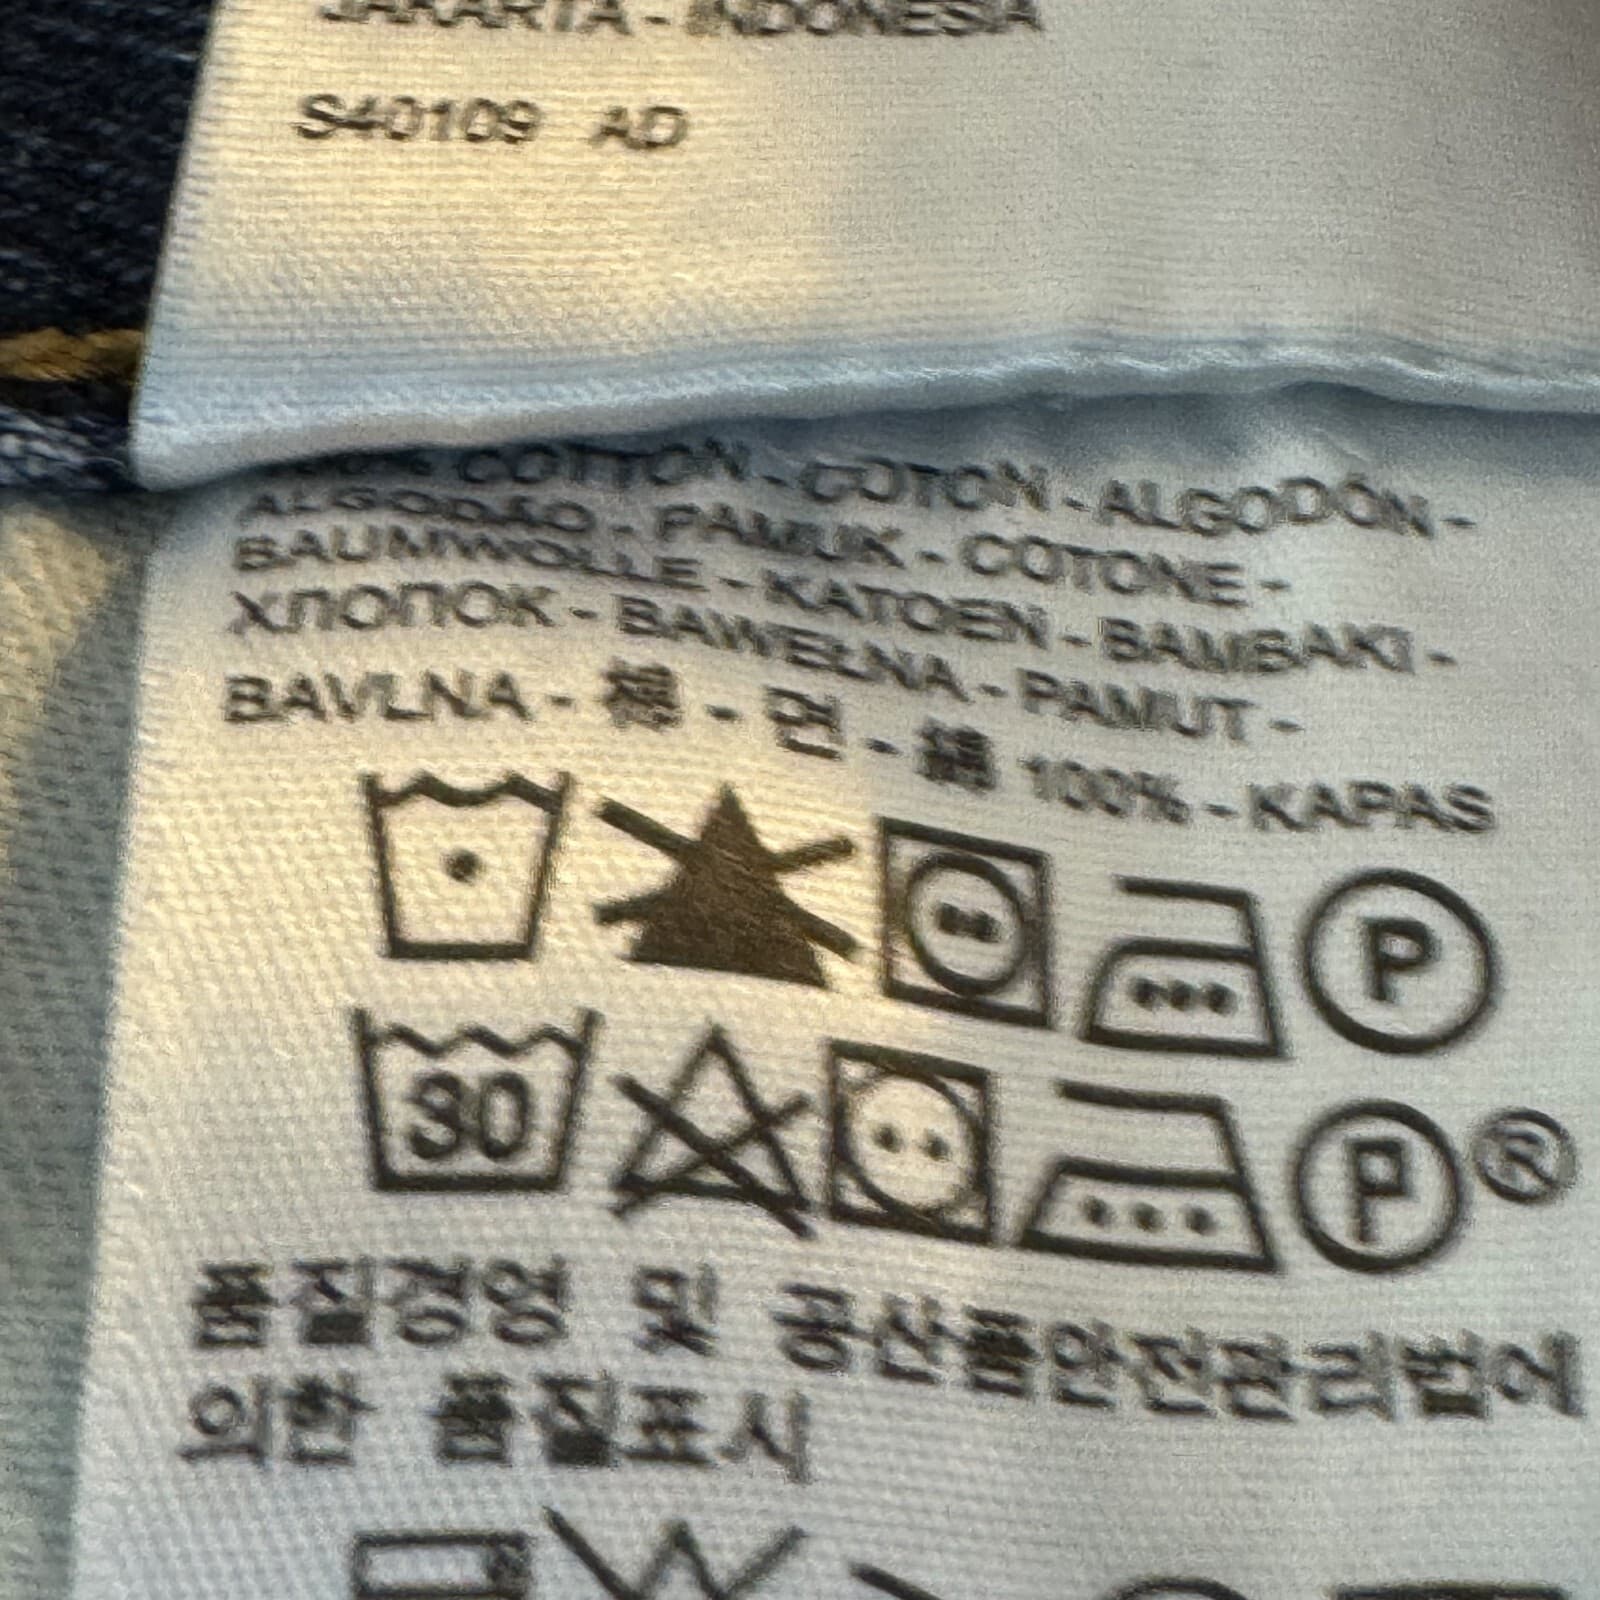 JAKARTA - INDONESIA
S40109 AD
COTTON - COTON - ALGODÓN -
ALGODÃO - PAMUK - COTONE -
BAUMWOLLE - KATOEN - BAMBAKI -
ХЛОПОК - BAWEŁNA - PAMUT -
BAVLNA - 棉 - 면 - 綿 100% - KAPAS
P
30 P ®
품질경영 및 공산품안전관리법에
의한 품질표시